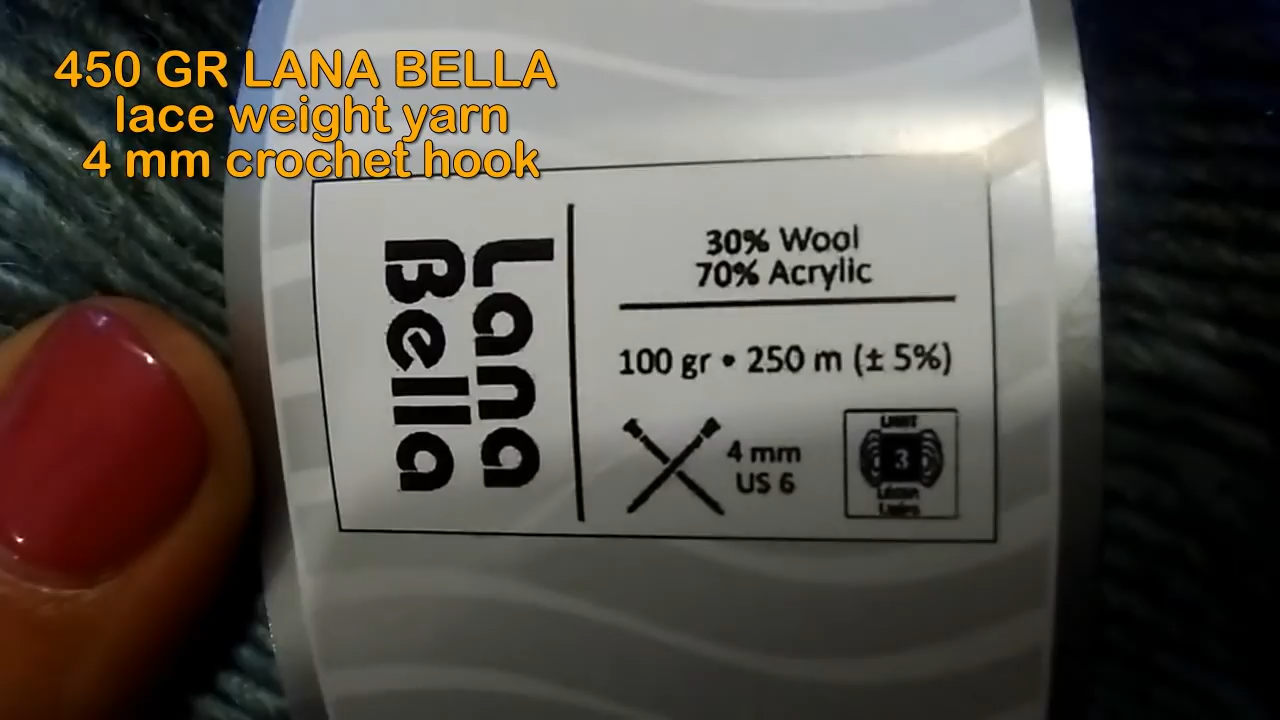 450 GR LANA BELLA
lace weight yarn
4 mm crochet hook
Lana
Bella
30% Wool
70% Acrylic
100 gr • 250 m (± 5%)
4 mm
US 6
LIGHT
3